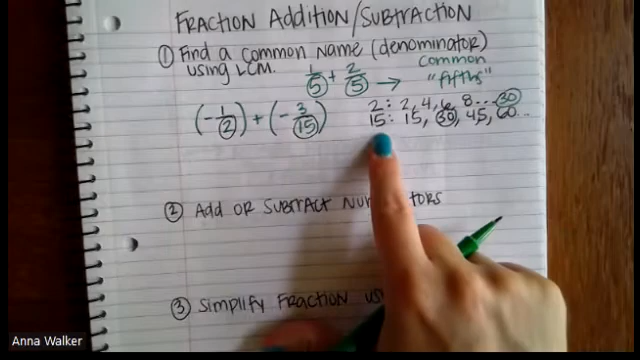 FRACTION ADDITION/SUBTRACTION
① Find a common name (denominator)
using LCM. 1/5 + 2/5 → common "fifths"
(-1/2) + (-3/15)
2: 2, 4, 6, 8... 30
15: 15, 30, 45, 60...
② Add OR SUBTRACT
③ Simplify FRACTION
Anna Walker